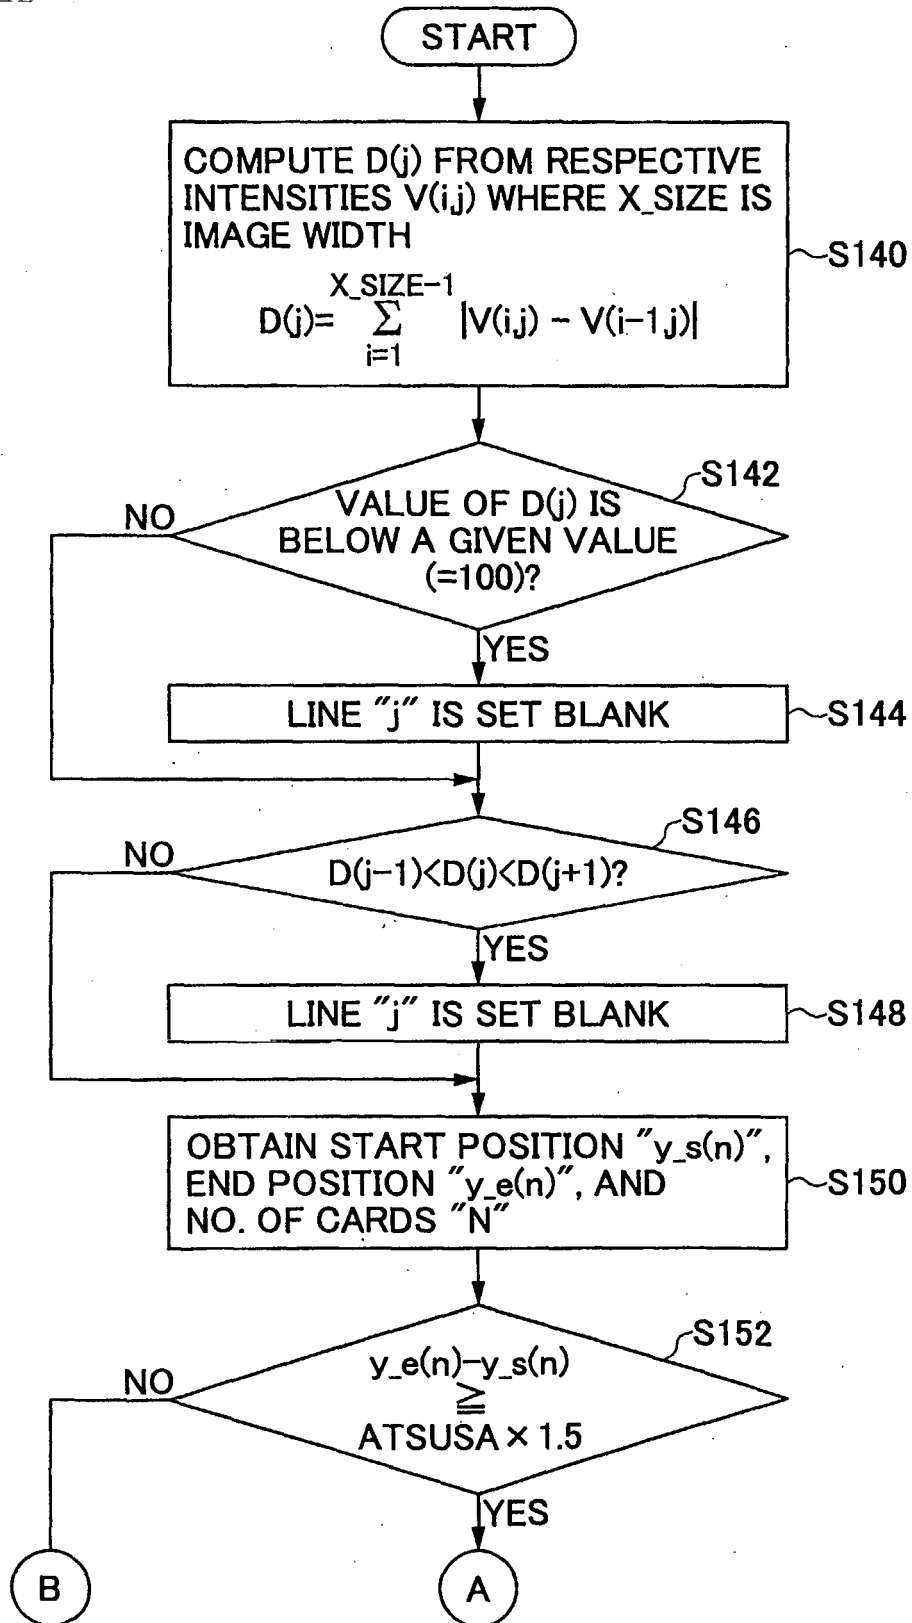 START
COMPUTE D(j) FROM RESPECTIVE
INTENSITIES V(i,j) WHERE X_SIZE IS
IMAGE WIDTH
S140
X_SIZE-1
D(j)= Σ |V(i,j) - V(i-1,j)|
i=1
S142
NO
VALUE OF D(j) IS
BELOW A GIVEN VALUE
(=100)?
YES
LINE "j" IS SET BLANK
S144
S146
NO
D(j-1)<D(j)<D(j+1)?
YES
LINE "j" IS SET BLANK
S148
OBTAIN START POSITION "y_s(n)",
END POSITION "y_e(n)", AND
NO. OF CARDS "N"
S150
S152
NO
y_e(n)-y_s(n)
≧
ATSUSA × 1.5
YES
B
A